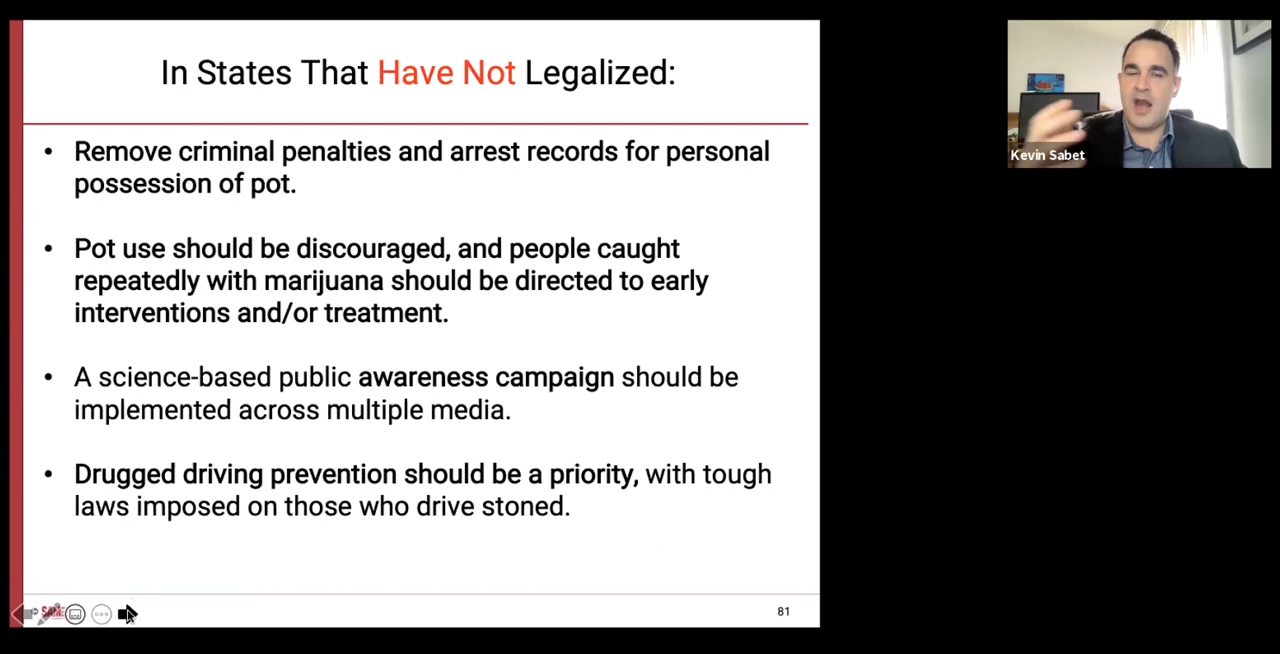 In States That Have Not Legalized:
• Remove criminal penalties and arrest records for personal
possession of pot.
• Pot use should be discouraged, and people caught
repeatedly with marijuana should be directed to early
interventions and/or treatment.
• A science-based public awareness campaign should be
implemented across multiple media.
• Drugged driving prevention should be a priority, with tough
laws imposed on those who drive stoned.
81
Kevin Sabet